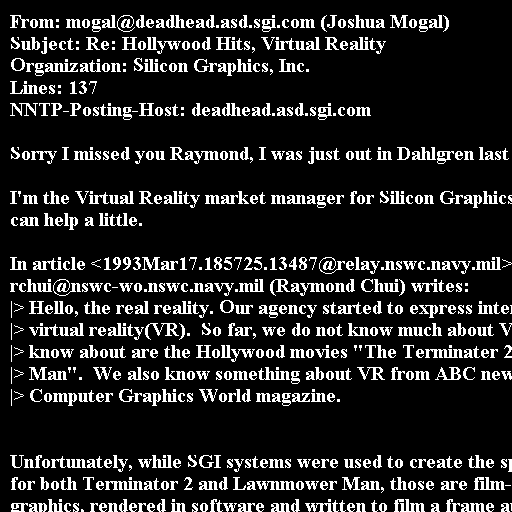 From: mogal@deadhead.asd.sgi.com (Joshua Mogal)
Subject: Re: Hollywood Hits, Virtual Reality
Organization: Silicon Graphics, Inc.
Lines: 137
NNTP-Posting-Host: deadhead.asd.sgi.com
Sorry I missed you Raymond, I was just out in Dahlgren last
I'm the Virtual Reality market manager for Silicon Graphics
can help a little.
In article <1993Mar17.185725.13487@relay.nswc.navy.mil>
rchui@nswc-wo.nswc.navy.mil (Raymond Chui) writes:
|> Hello, the real reality. Our agency started to express inte
|> virtual reality(VR).  So far, we do not know much about V
|> know about are the Hollywood movies "The Terminater 2
|> Man".  We also know something about VR from ABC new
|> Computer Graphics World magazine.
Unfortunately, while SGI systems were used to create the sp
for both Terminator 2 and Lawnmower Man, those are film-
graphics, rendered in software and written to film a frame a